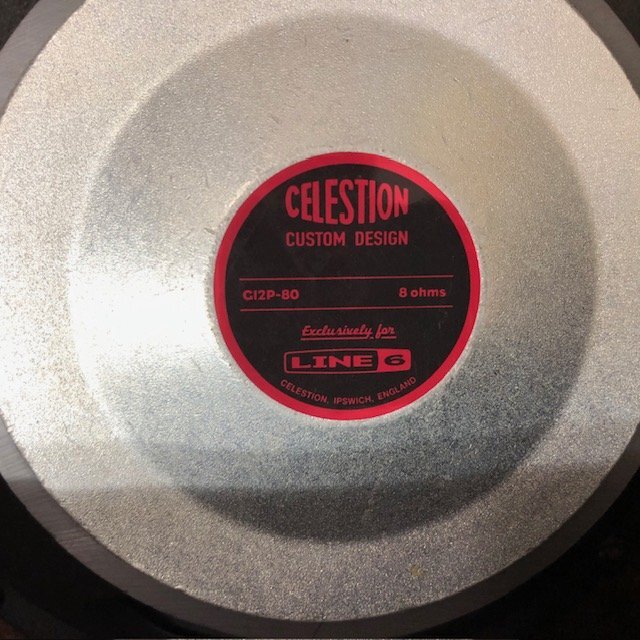 CELESTION
CUSTOM DESIGN
G12P-80 8 ohms
Exclusively for
LINE 6
CELESTION, IPSWICH, ENGLAND